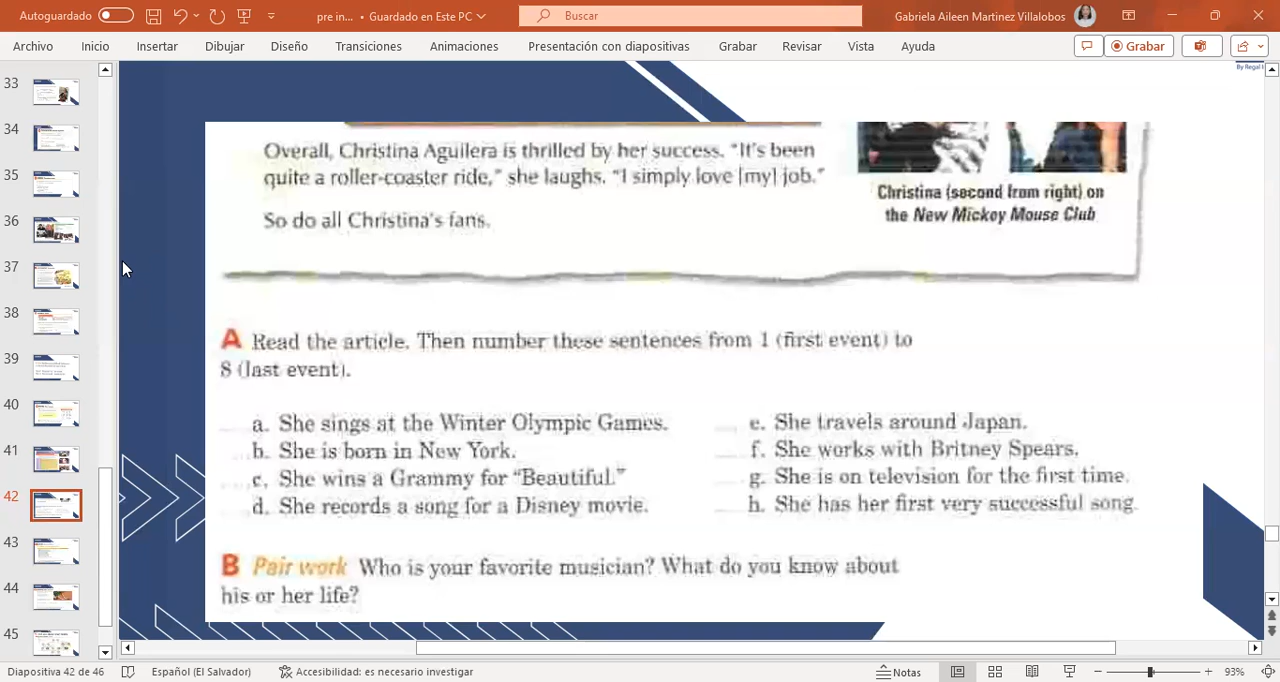 Autoguardado
pre in... • Guardado en Este PC
Buscar
Gabriela Aileen Martinez Villalobos
Archivo Inicio Insertar Dibujar Diseño Transiciones Animaciones Presentación con diapositivas Grabar Revisar Vista Ayuda
Grabar
33
34
35
36
37
38
39
40
41
42
43
44
45
By Regal
Overall, Christina Aguilera is thrilled by her success. "It's been
quite a roller-coaster ride," she laughs. "I simply love [my] job."
So do all Christina's fans.
Christina (second from right) on
the New Mickey Mouse Club
A Read the article. Then number these sentences from 1 (first event) to
8 (last event).
a. She sings at the Winter Olympic Games.
b. She is born in New York.
c. She wins a Grammy for "Beautiful."
d. She records a song for a Disney movie.
e. She travels around Japan.
f. She works with Britney Spears.
g. She is on television for the first time.
h. She has her first very successful song.
B Pair work Who is your favorite musician? What do you know about
his or her life?
Diapositiva 42 de 46 Español (El Salvador) Accesibilidad: es necesario investigar Notas 93%